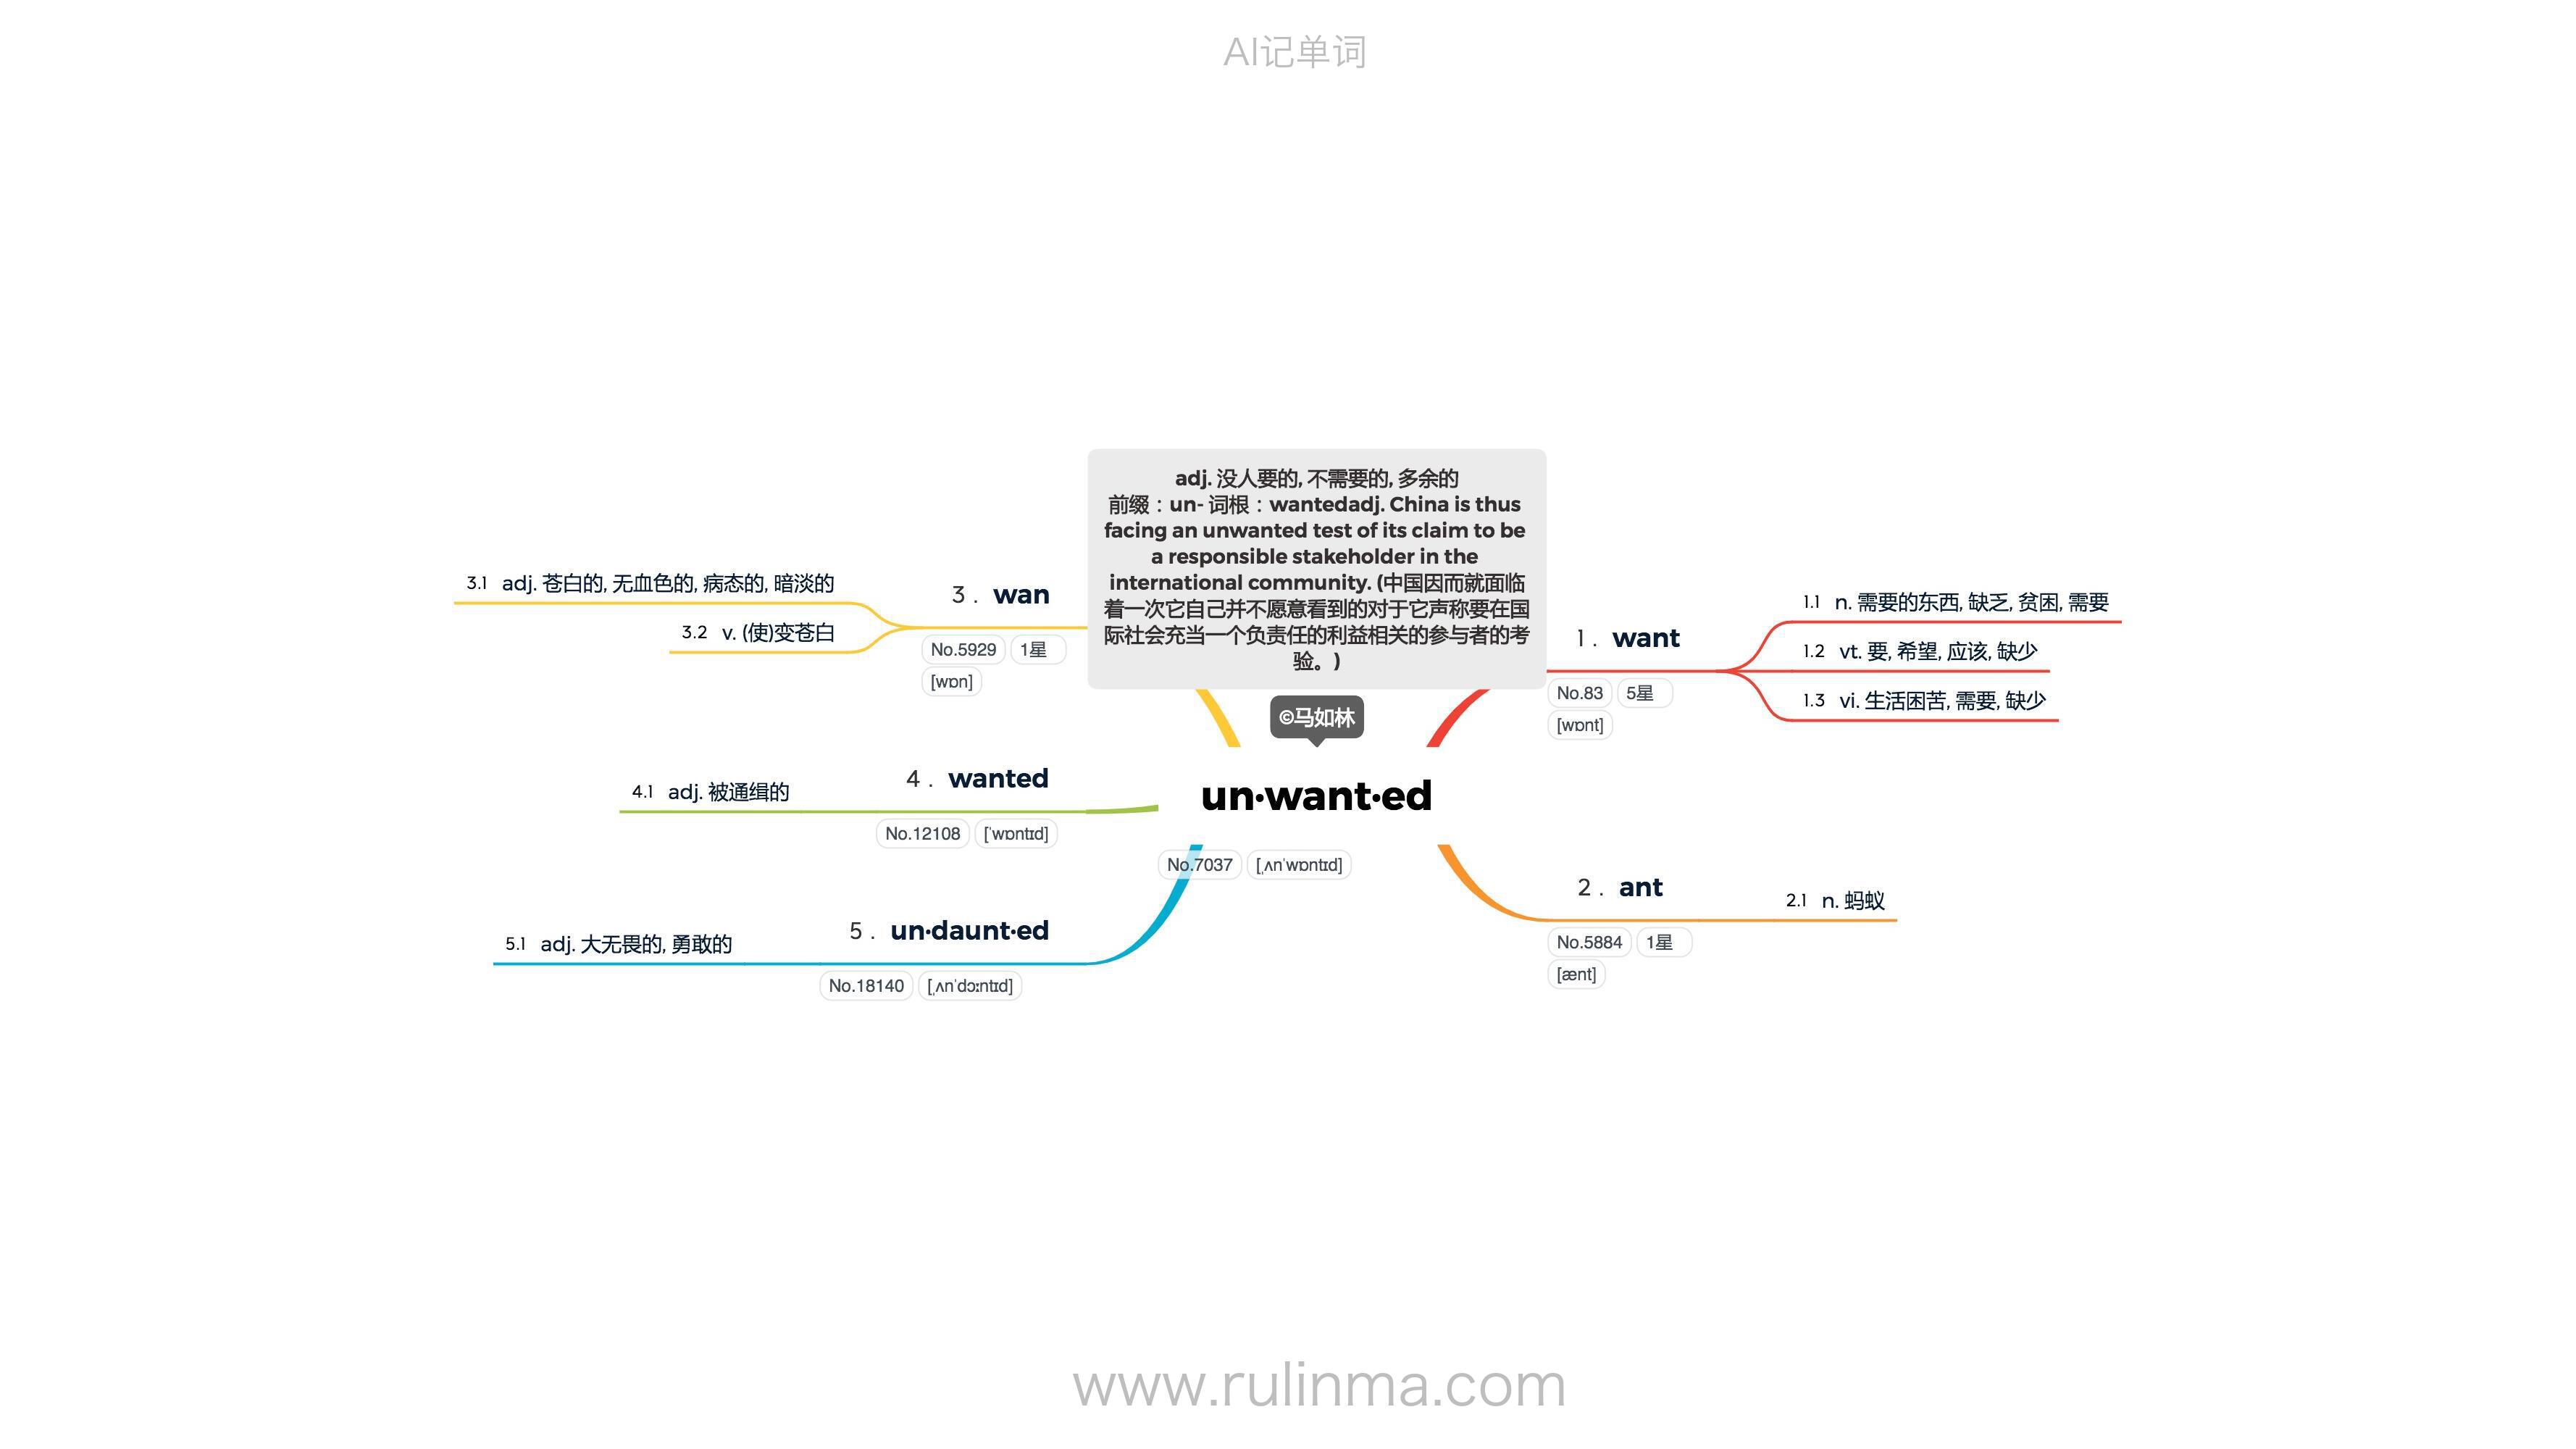 AI记单词
adj. 没人要的, 不需要的, 多余的
前缀：un- 词根：wantedadj. China is thus
facing an unwanted test of its claim to be
a responsible stakeholder in the
international community. (中国因而就面临
着一次它自己并不愿意看到的对于它声称要在国
际社会充当一个负责任的利益相关的参与者的考
验。)
©马如林
un·want·ed
No.7037 [ˌʌnˈwɒntɪd]
1 . want
No.83 5星
[wɒnt]
1.1 n. 需要的东西, 缺乏, 贫困, 需要
1.2 vt. 要, 希望, 应该, 缺少
1.3 vi. 生活困苦, 需要, 缺少
2 . ant
No.5884 1星
[ænt]
2.1 n. 蚂蚁
3 . wan
No.5929 1星
[wɒn]
3.1 adj. 苍白的, 无血色的, 病态的, 暗淡的
3.2 v. (使)变苍白
4 . wanted
No.12108 [ˈwɒntɪd]
4.1 adj. 被通缉的
5 . un·daunt·ed
No.18140 [ˌʌnˈdɔːntɪd]
5.1 adj. 大无畏的, 勇敢的
www.rulinma.com